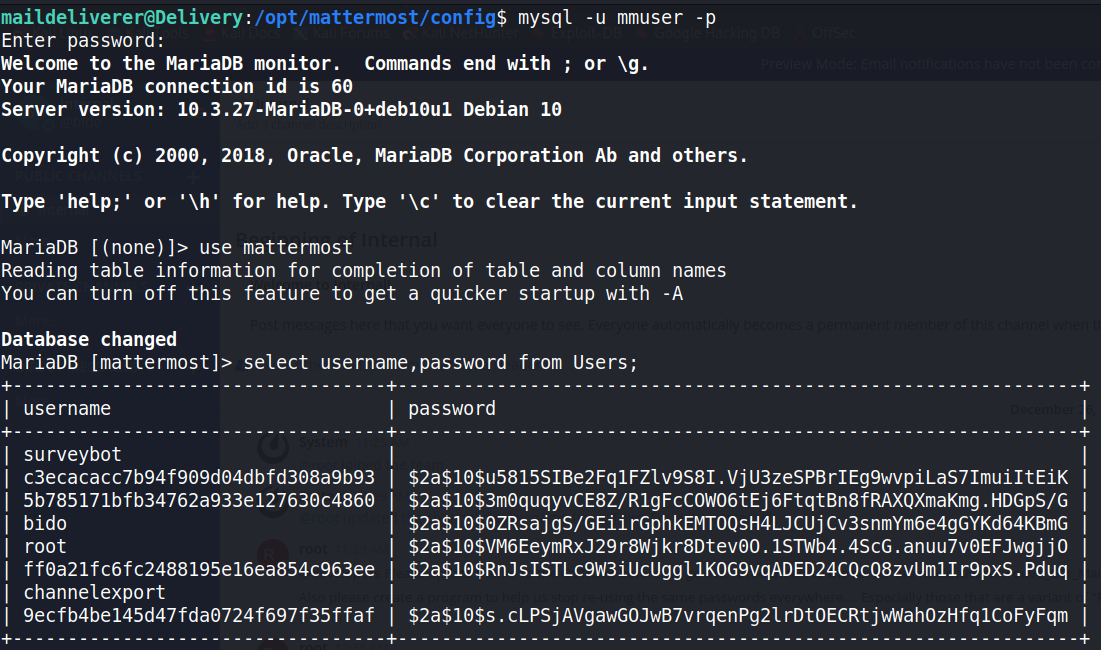 maildeliverer@Delivery:/opt/mattermost/config$ mysql -u mmuser -p
Enter password:
Welcome to the MariaDB monitor.  Commands end with ; or \g.
Your MariaDB connection id is 60
Server version: 10.3.27-MariaDB-0+deb10u1 Debian 10
Copyright (c) 2000, 2018, Oracle, MariaDB Corporation Ab and others.
Type 'help;' or '\h' for help. Type '\c' to clear the current input statement.
MariaDB [(none)]> use mattermost
Reading table information for completion of table and column names
You can turn off this feature to get a quicker startup with -A
Database changed
MariaDB [mattermost]> select username,password from Users;
+----------------------------------+--------------------------------------------------------------+
| username                         | password                                                     |
+----------------------------------+--------------------------------------------------------------+
| surveybot                        |                                                              |
| c3ecacacc7b94f909d04dbfd308a9b93 | $2a$10$u5815SIBe2Fq1FZlv9S8I.VjU3zeSPBrIEg9wvpiLaS7ImuiItEiK |
| 5b785171bfb34762a933e127630c4860 | $2a$10$3m0quqyvCE8Z/R1gFcCOWO6tEj6FtqtBn8fRAXQXmaKmg.HDGpS/G |
| bido                             | $2a$10$0ZRsajgS/GEiirGphkEMTOQsH4LJCUjCv3snmYm6e4gGYKd64KBmG |
| root                             | $2a$10$VM6EeymRxJ29r8Wjkr8Dtev0O.1STWb4.4ScG.anuu7v0EFJwgjjO |
| ff0a21fc6fc2488195e16ea854c963ee | $2a$10$RnJsISTLc9W3iUcUggl1KOG9vqADED24CQcQ8zvUm1Ir9pxS.Pduq |
| channelexport                    |                                                              |
| 9ecfb4be145d47fda0724f697f35ffaf | $2a$10$s.cLPSjAVgawGOJwB7vrqenPg2lrDtOECRtjwWahOzHfq1CoFyFqm |
+----------------------------------+--------------------------------------------------------------+